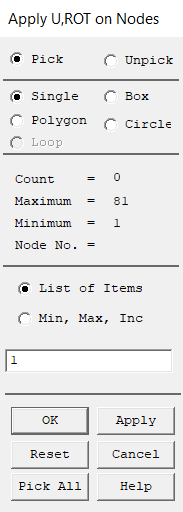 Apply U,ROT on Nodes
Pick Unpick
Single Box
Polygon Circle
Loop
Count = 0
Maximum = 81
Minimum = 1
Node No. =
List of Items
Min, Max, Inc
1
OK Apply
Reset Cancel
Pick All Help